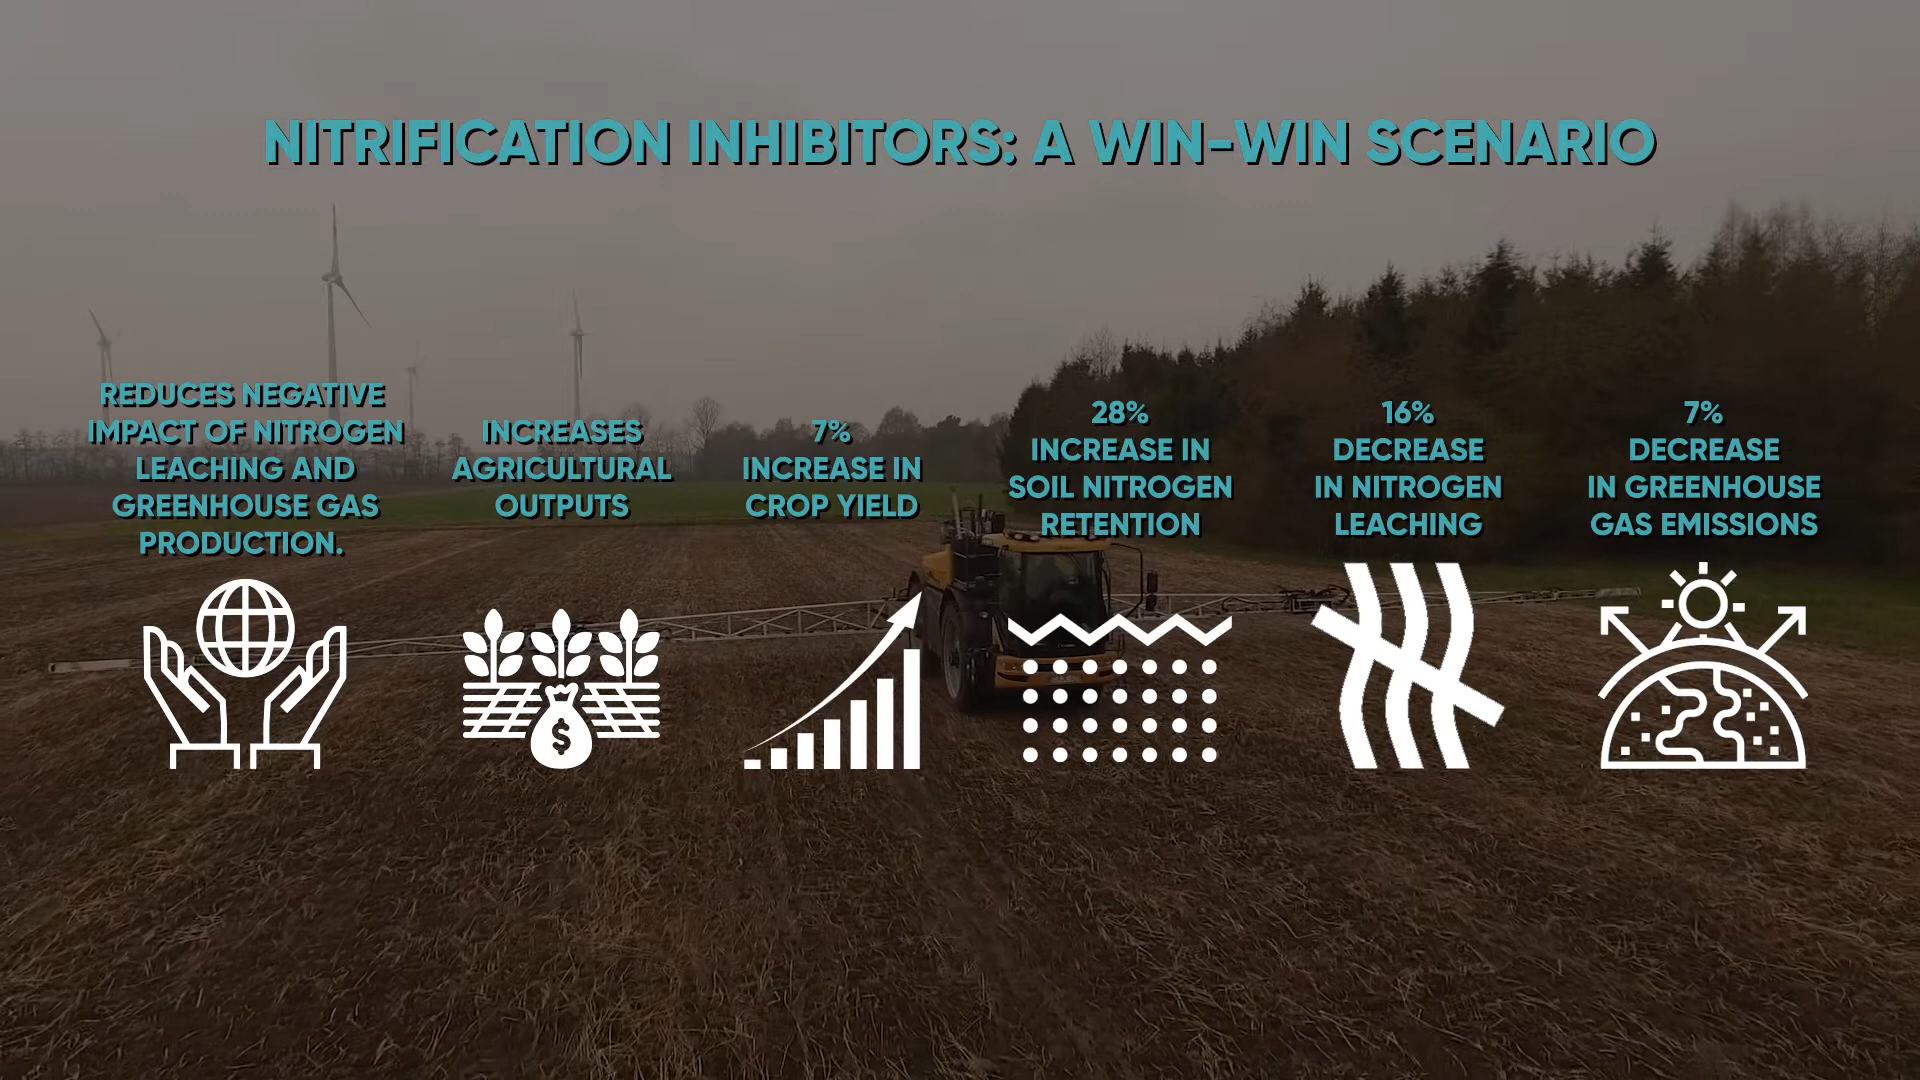 NITRIFICATION INHIBITORS: A WIN-WIN SCENARIO
REDUCES NEGATIVE
IMPACT OF NITROGEN
LEACHING AND
GREENHOUSE GAS
PRODUCTION.
INCREASES
AGRICULTURAL
OUTPUTS
7%
INCREASE IN
CROP YIELD
28%
INCREASE IN
SOIL NITROGEN
RETENTION
16%
DECREASE
IN NITROGEN
LEACHING
7%
DECREASE
IN GREENHOUSE
GAS EMISSIONS
$